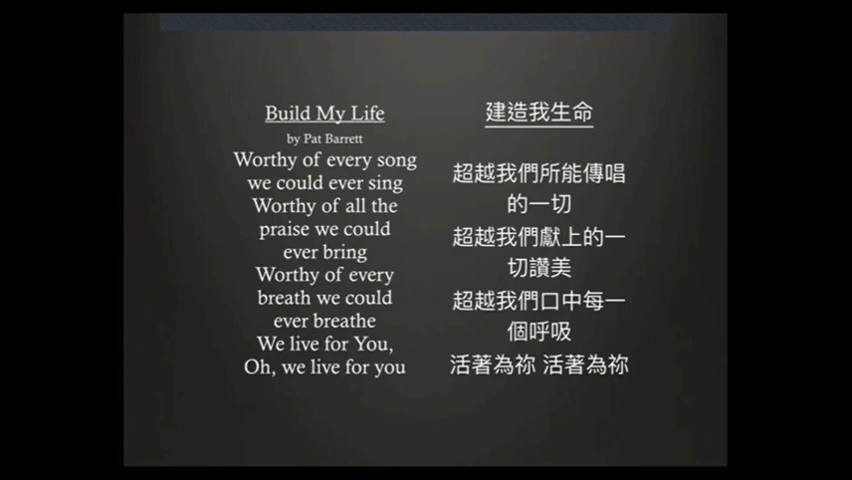 Build My Life
by Pat Barrett
Worthy of every song
we could ever sing
Worthy of all the
praise we could
ever bring
Worthy of every
breath we could
ever breathe
We live for You,
Oh, we live for you
建造我生命
超越我們所能傳唱
的一切
超越我們獻上的一
切讚美
超越我們口中每一
個呼吸
活著為祢 活著為祢